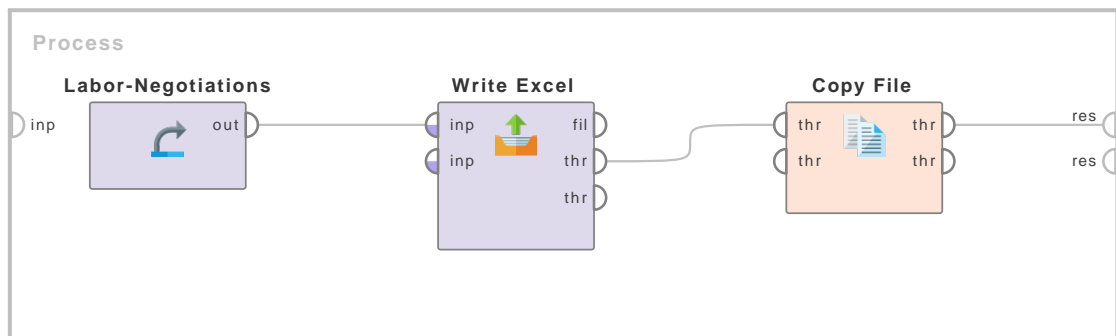 Process
Labor-Negotiations
Write Excel
Copy File
inp
out
inp
fil
thr
thr
res
inp
thr
thr
thr
res
thr